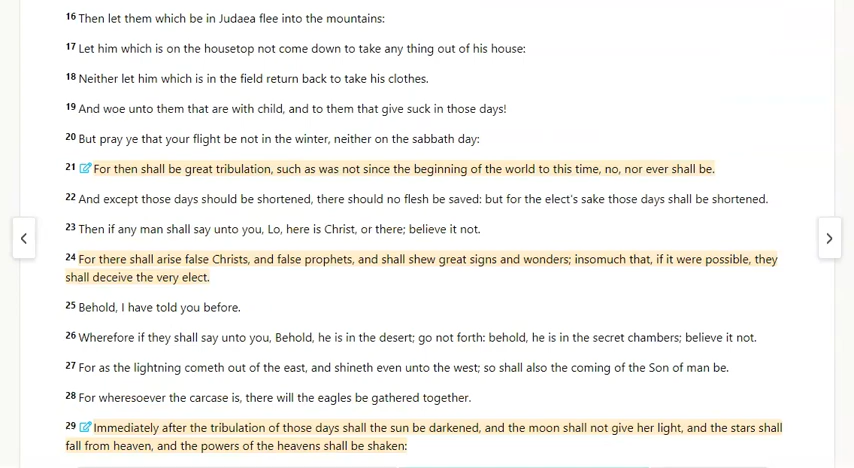 16 Then let them which be in Judaea flee into the mountains:
17 Let him which is on the housetop not come down to take any thing out of his house:
18 Neither let him which is in the field return back to take his clothes.
19 And woe unto them that are with child, and to them that give suck in those days!
20 But pray ye that your flight be not in the winter, neither on the sabbath day:
21 For then shall be great tribulation, such as was not since the beginning of the world to this time, no, nor ever shall be.
22 And except those days should be shortened, there should no flesh be saved: but for the elect's sake those days shall be shortened.
23 Then if any man shall say unto you, Lo, here is Christ, or there; believe it not.
24 For there shall arise false Christs, and false prophets, and shall shew great signs and wonders; insomuch that, if it were possible, they
shall deceive the very elect.
25 Behold, I have told you before.
26 Wherefore if they shall say unto you, Behold, he is in the desert; go not forth: behold, he is in the secret chambers; believe it not.
27 For as the lightning cometh out of the east, and shineth even unto the west; so shall also the coming of the Son of man be.
28 For wheresoever the carcase is, there will the eagles be gathered together.
29 Immediately after the tribulation of those days shall the sun be darkened, and the moon shall not give her light, and the stars shall
fall from heaven, and the powers of the heavens shall be shaken: